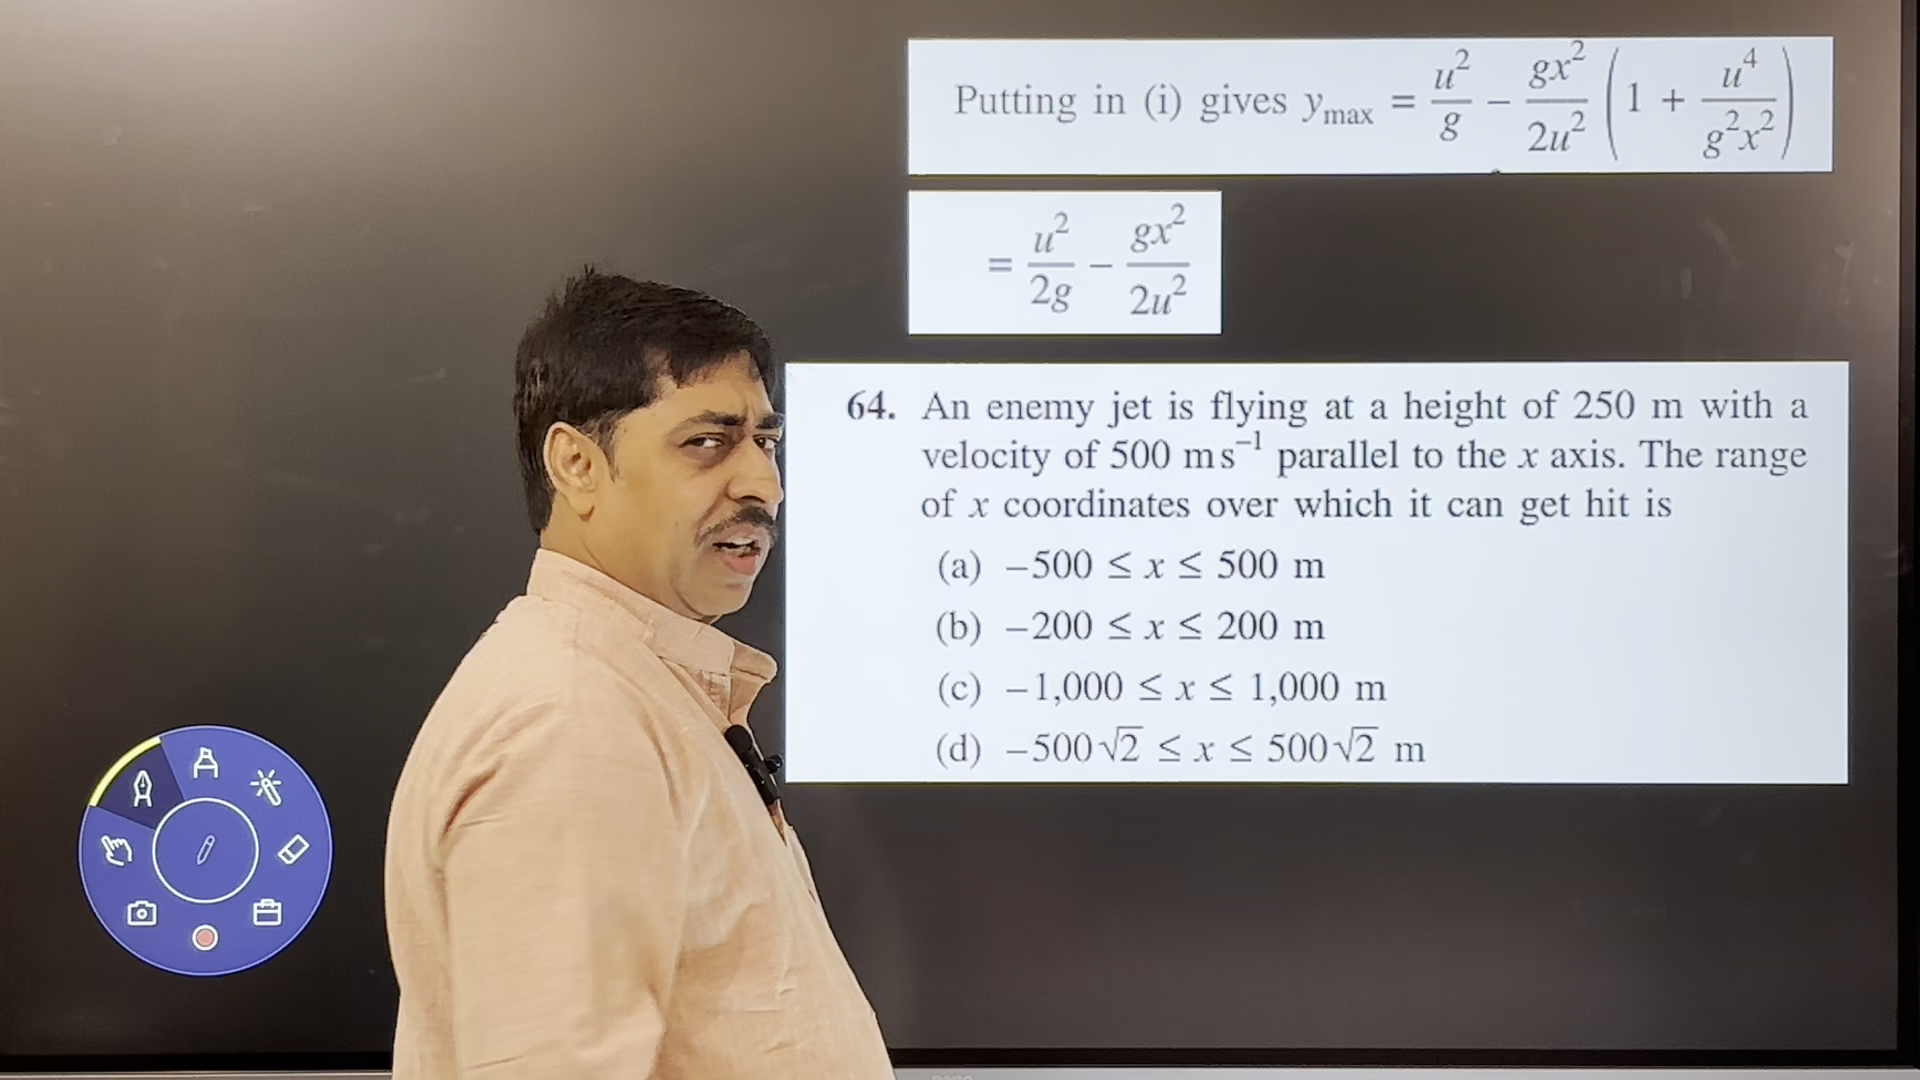 Putting in (i) gives y_max = u²/g − gx²/2u² (1 + u⁴/g²x²)
= u²/2g − gx²/2u²
64. An enemy jet is flying at a height of 250 m with a
velocity of 500 ms⁻¹ parallel to the x axis. The range
of x coordinates over which it can get hit is
(a) −500 ≤ x ≤ 500 m
(b) −200 ≤ x ≤ 200 m
(c) −1,000 ≤ x ≤ 1,000 m
(d) −500√2 ≤ x ≤ 500√2 m